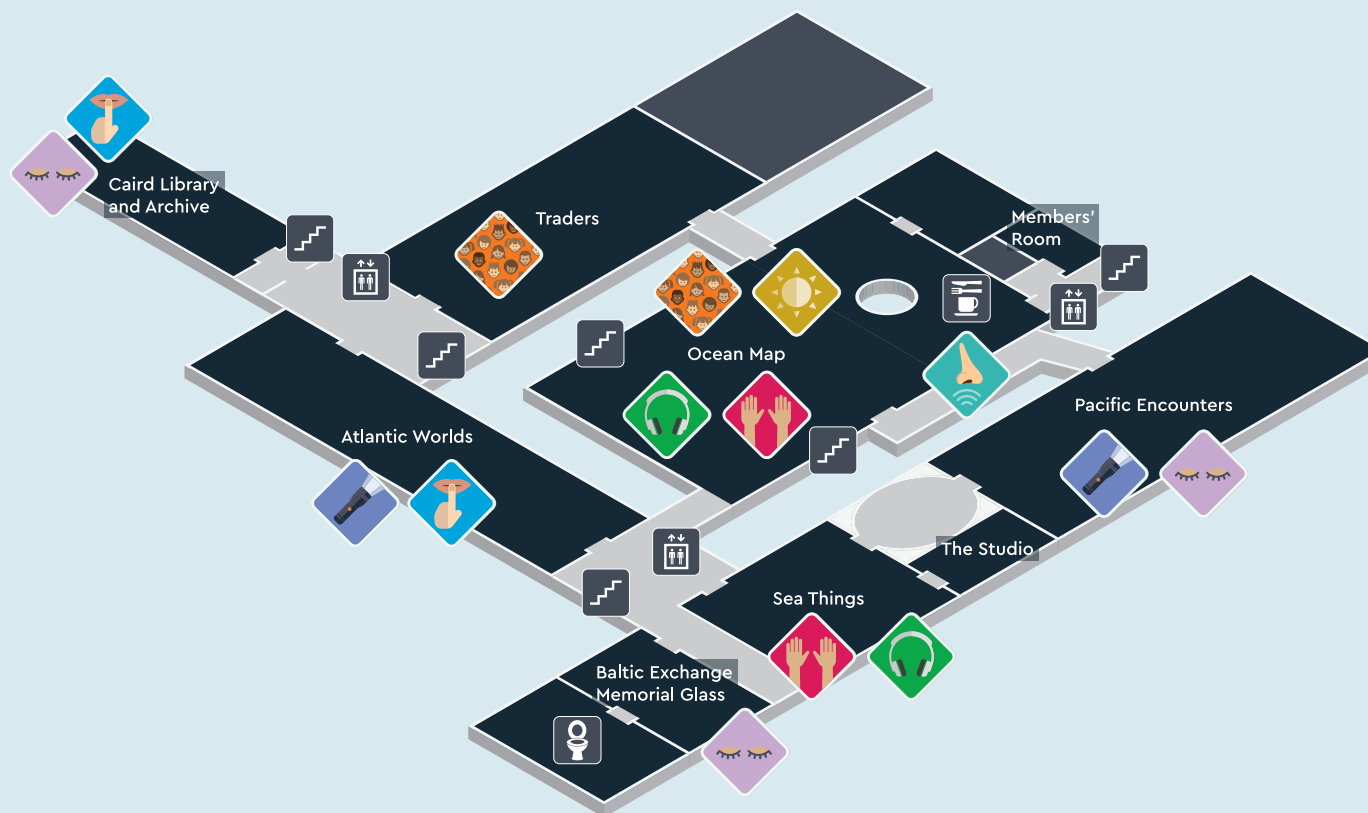 Caird Library
and Archive
Traders
Members'
Room
Ocean Map
Pacific Encounters
Atlantic Worlds
The Studio
Sea Things
Baltic Exchange
Memorial Glass